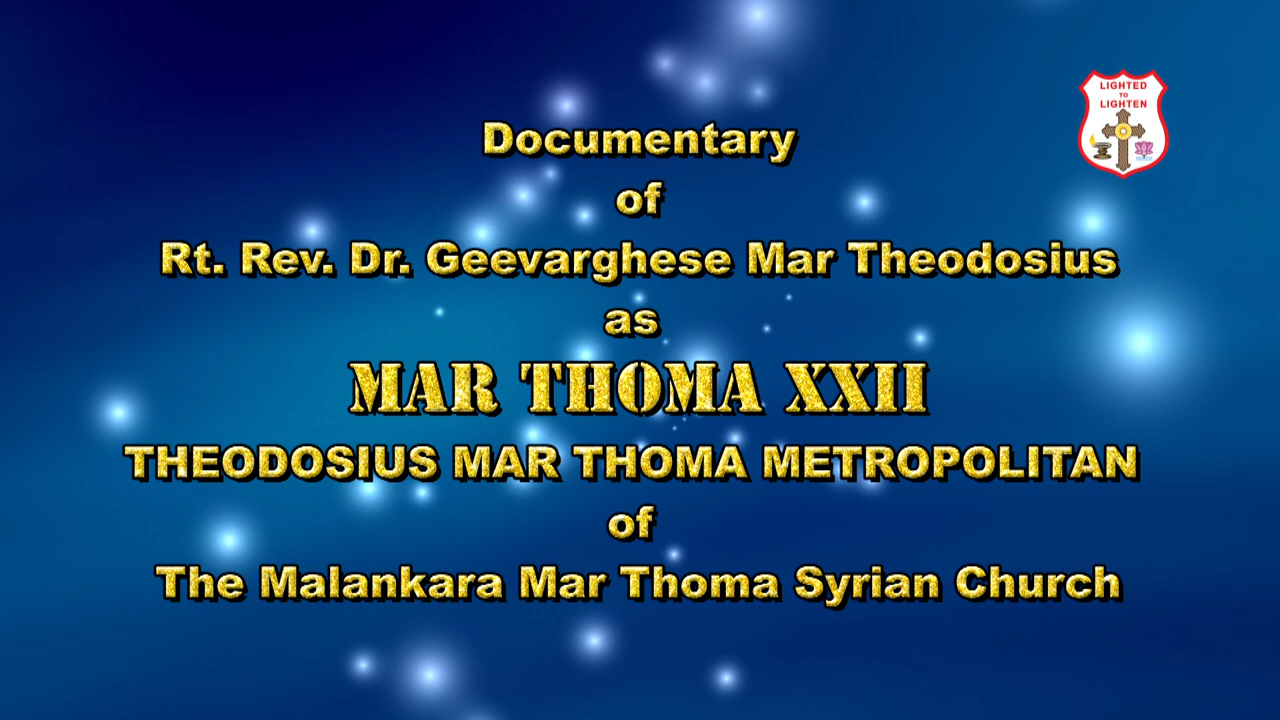 LIGHTED
TO
LIGHTEN
Documentary
of
Rt. Rev. Dr. Geevarghese Mar Theodosius
as
MAR THOMA XXII
THEODOSIUS MAR THOMA METROPOLITAN
of
The Malankara Mar Thoma Syrian Church